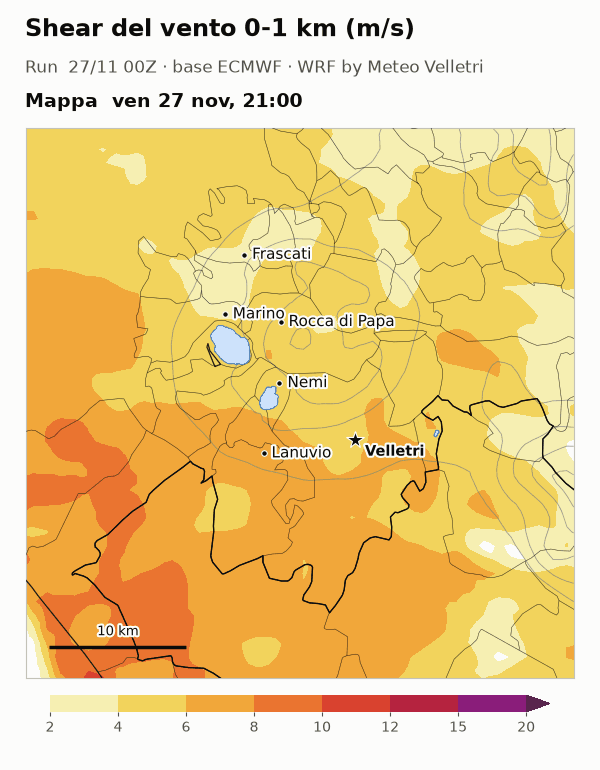 Shear del vento 0-1 km (m/s)
Run  27/11 00Z · base ECMWF · WRF by Meteo Velletri
Mappa  ven 27 nov, 21:00
Frascati
Marino
Rocca di Papa
Nemi
Velletri
Lanuvio
10 km
2 4 6 8 10 12 15 20